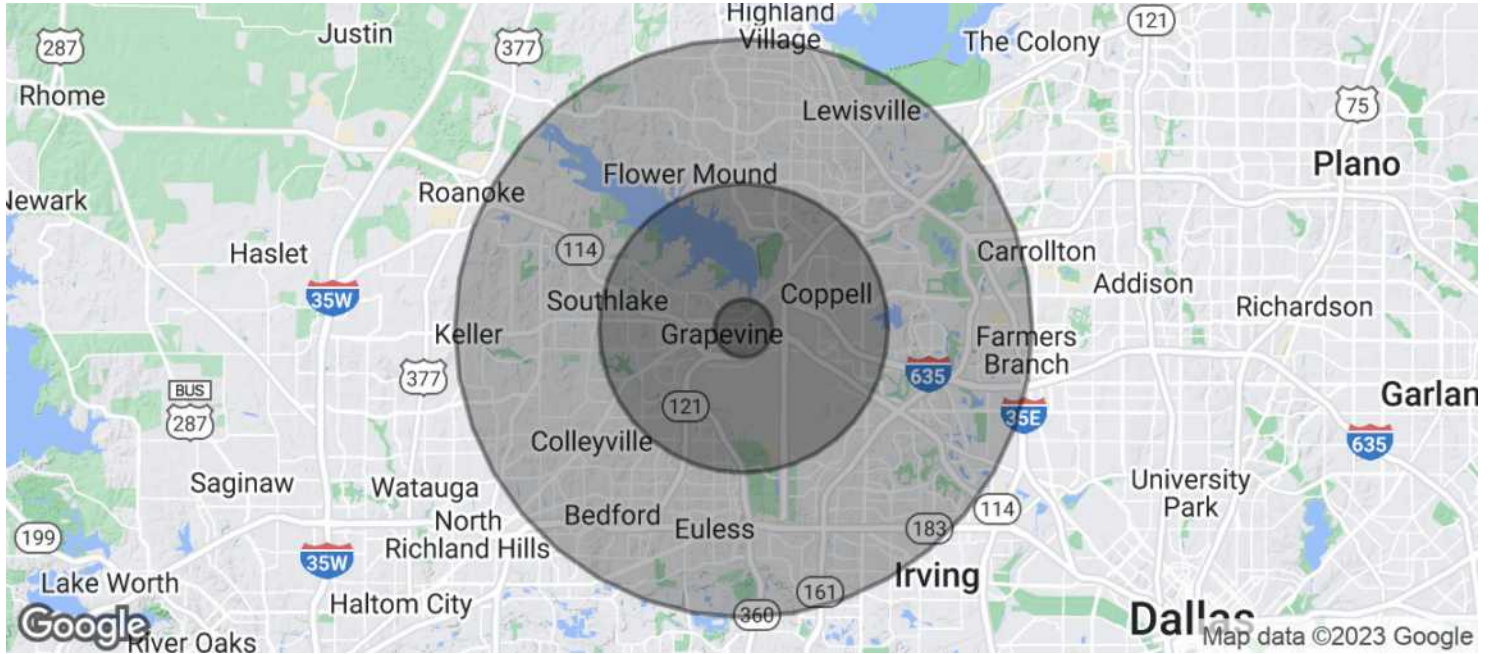 Highland
Village
121
Justin
287
377
The Colony
Rhome
75
Lewisville
Plano
Flower Mound
Roanoke
Newark
114
Haslet
Carrollton
Addison
35W
Southlake
Coppell
Richardson
Keller
Grapevine
Farmers
Branch
377
635
BUS
287
121
Garlan
35E
635
Colleyville
Saginaw
Watauga
University
Park
Bedford
Euless
114
North
Richland Hills
183
199
35W
Lake Worth
Irving
161
Haltom City
360
Dallas
Google
River Oaks
Map data ©2023 Google